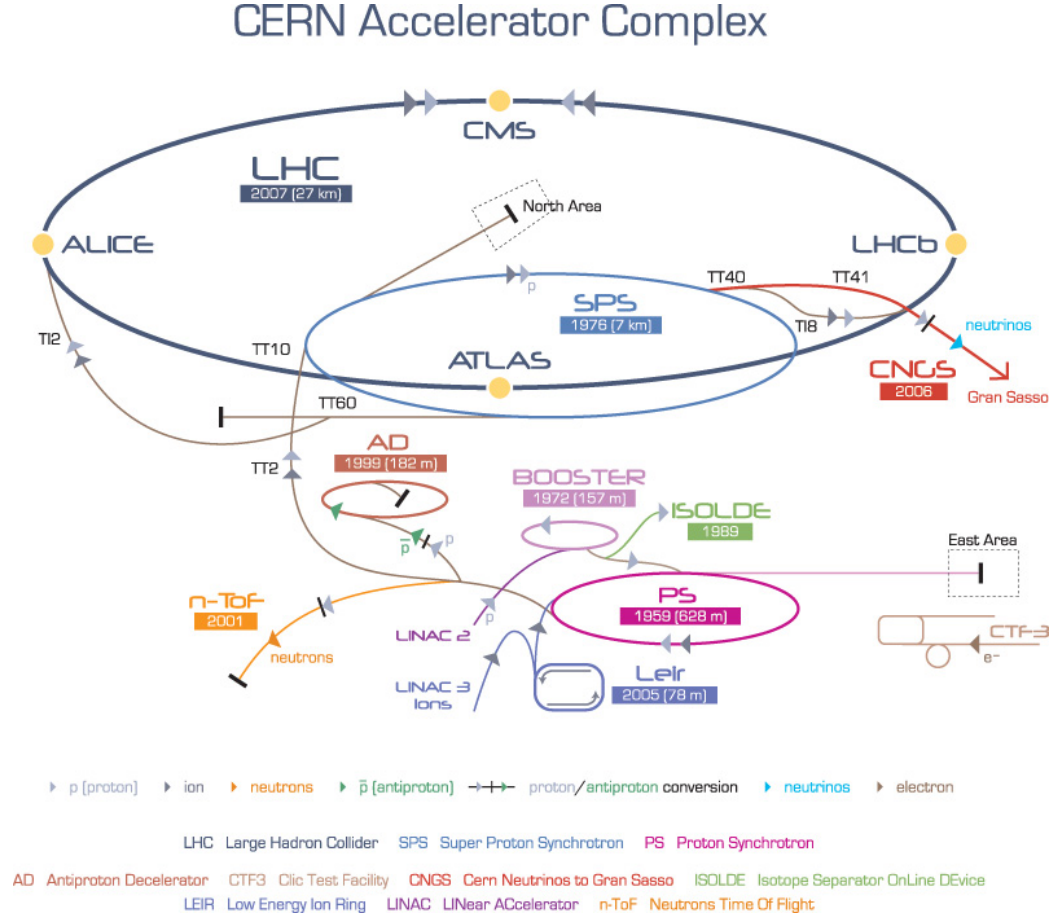 CERN Accelerator Complex
CMS
LHC
2007 (27 km)
North Area
ALICE
LHCb
TT40
TT41
SPS
1976 (7 km)
p
TI2
TT10
TI8
neutrinos
ATLAS
CNGS
2006
Gran Sasso
TT60
AD
1999 (182 m)
TT2
BOOSTER
1972 (157 m)
ISOLDE
1989
p̅
p
East Area
n-ToF
2001
PS
1959 (628 m)
LINAC 2
p
neutrons
CTF-3
e⁻
LINAC 3
Ions
LeIr
2005 (78 m)
p (proton) ion neutrons p̅ (antiproton) proton/antiproton conversion neutrinos electron
LHC Large Hadron Collider SPS Super Proton Synchrotron PS Proton Synchrotron
AD Antiproton Decelerator CTF3 Clic Test Facility CNGS Cern Neutrinos to Gran Sasso ISOLDE Isotope Separator OnLine DEvice
LEIR Low Energy Ion Ring LINAC LINear ACcelerator n-ToF Neutrons Time Of Flight